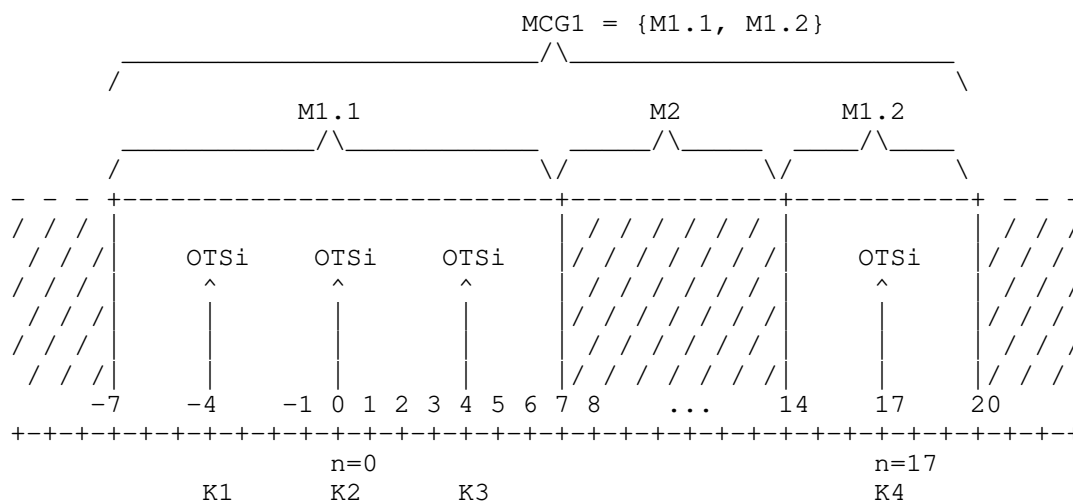 MCG1 = {M1.1, M1.2}
M1.1 M2 M1.2
OTSi OTSi OTSi OTSi
-7 -4 -1 0 1 2 3 4 5 6 7 8 ... 14 17 20
n=0 n=17
K1 K2 K3 K4